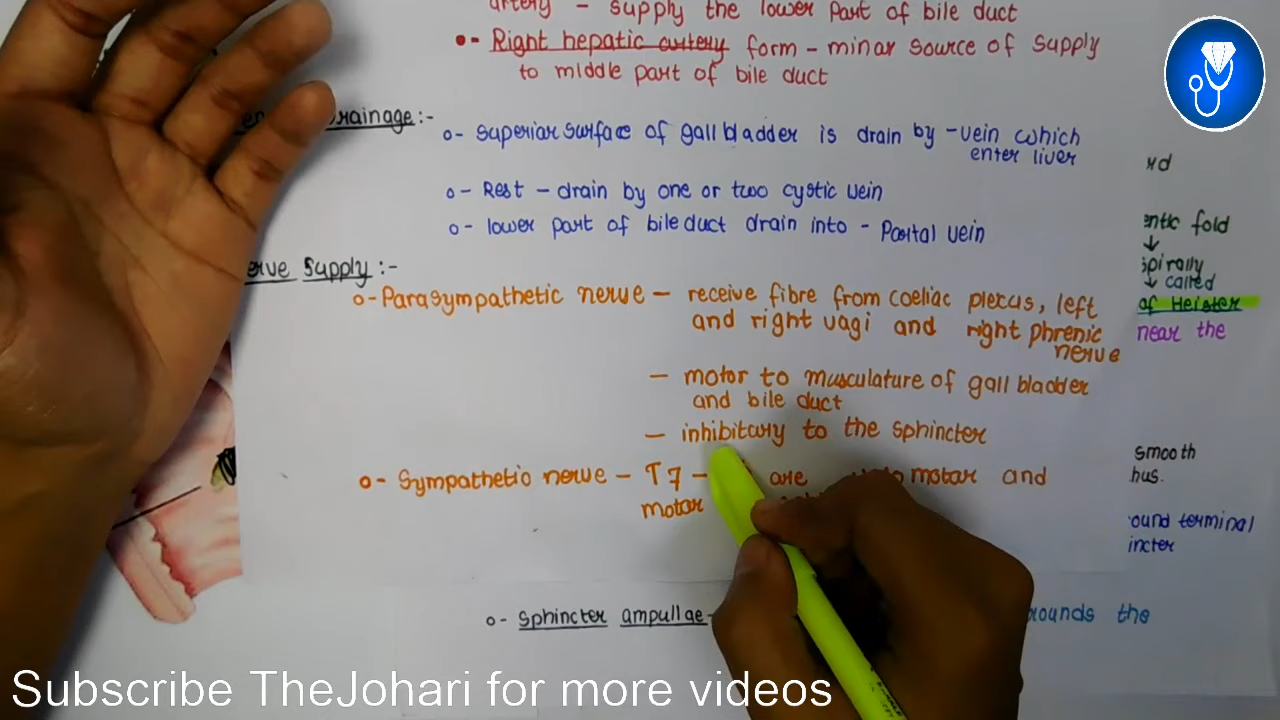 artery - supply the lower part of bile duct
•- Right hepatic artery form - minor source of supply
to middle part of bile duct
rainage :-
o- superior surface of gall bladder is drain by - vein which
enter liver
o- Rest - drain by one or two cystic vein
o- lower part of bile duct drain into - Portal vein
erve Supply :-
o- Parasympathetic nerve - receive fibre from coeliac plexus, left
and right vagi and right phrenic
nerve
- motor to musculature of gall bladder
and bile duct
- inhibitory to the sphincter
o- Sympathetic nerve - T7 - are motor and
motor
o- Sphincter ampullae - rounds the
rd
entic fold
↓
spirally
↓ called
of Heister
near the
smooth
hus.
ound terminal
incter
Subscribe TheJohari for more videos